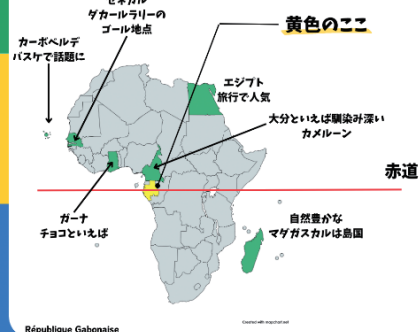 セネガル
ダカールラリーの
ゴール地点
黄色のここ
カーボベルデ
バスケで話題に
エジプト
旅行で人気
大分といえば馴染み深い
カメルーン
赤道
ガーナ
チョコといえば
自然豊かな
マダガスカルは島国
Created with mapchart.net
République Gabonaise